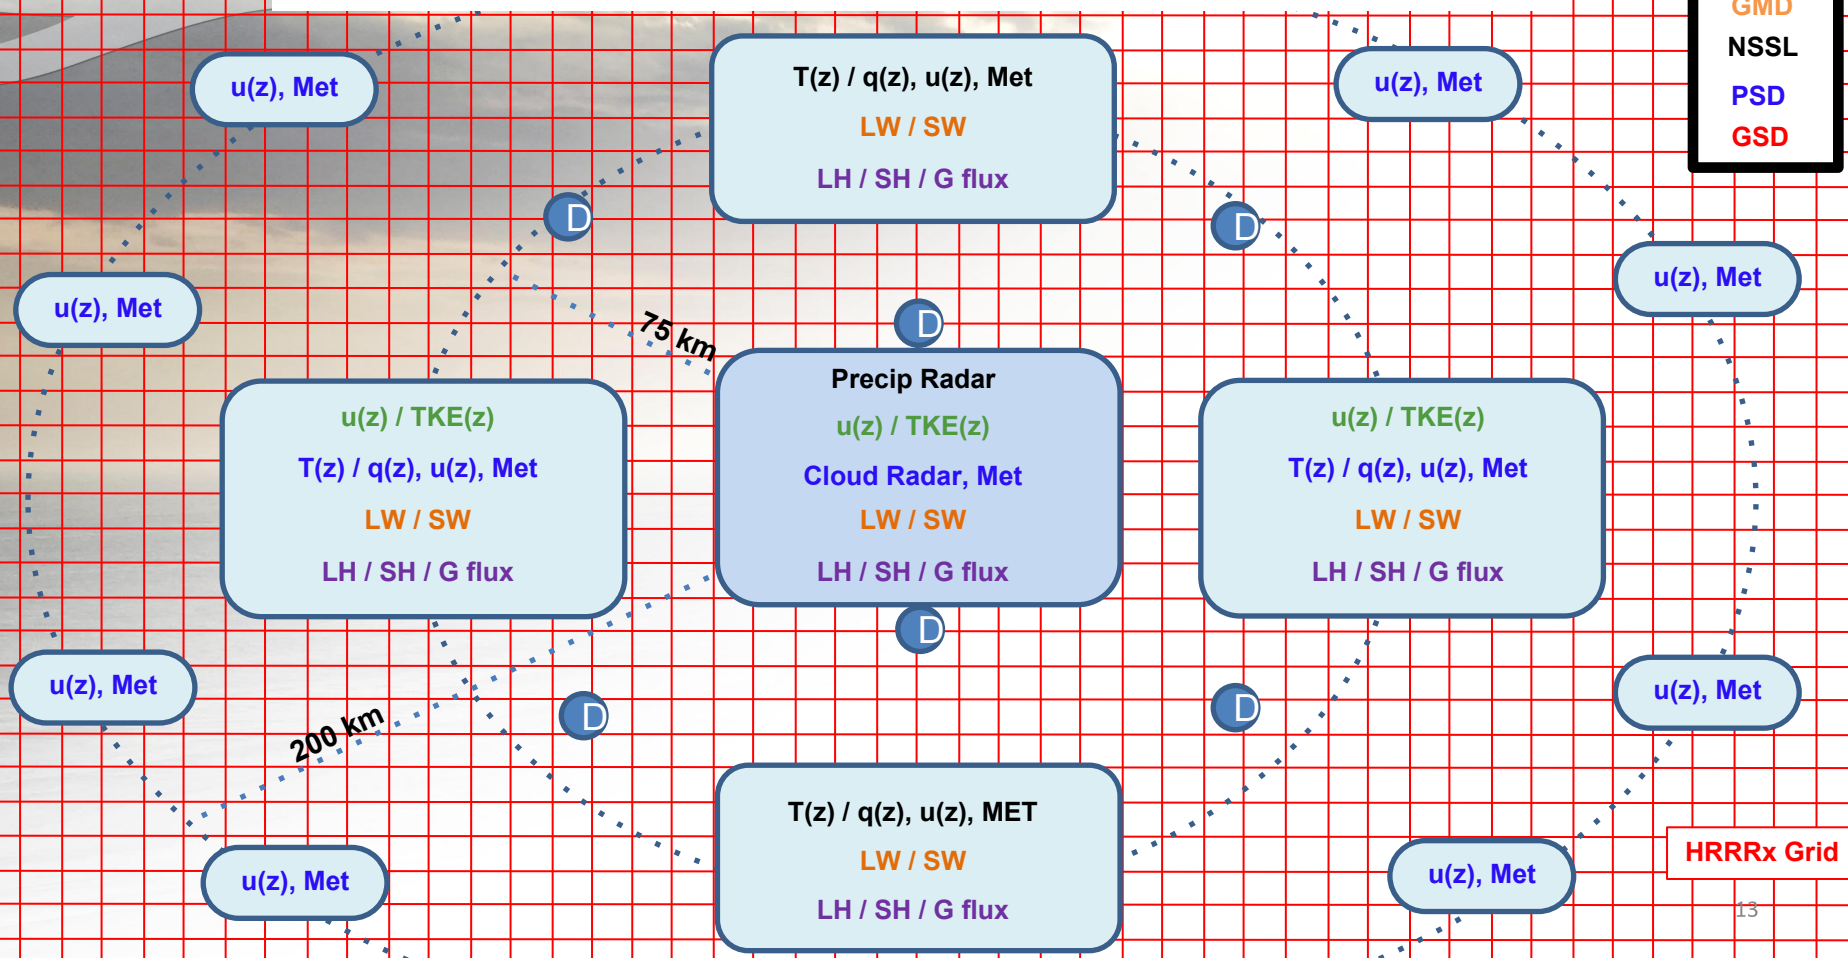 GMD
NSSL
PSD
GSD
u(z), Met
T(z) / q(z), u(z), Met
LW / SW
LH / SH / G flux
u(z), Met
D
D
u(z), Met
u(z), Met
D
75 km
u(z) / TKE(z)
T(z) / q(z), u(z), Met
LW / SW
LH / SH / G flux
Precip Radar
u(z) / TKE(z)
Cloud Radar, Met
LW / SW
LH / SH / G flux
u(z) / TKE(z)
T(z) / q(z), u(z), Met
LW / SW
LH / SH / G flux
D
u(z), Met
u(z), Met
D
D
200 km
T(z) / q(z), u(z), MET
LW / SW
LH / SH / G flux
u(z), Met
u(z), Met
HRRRx Grid
13